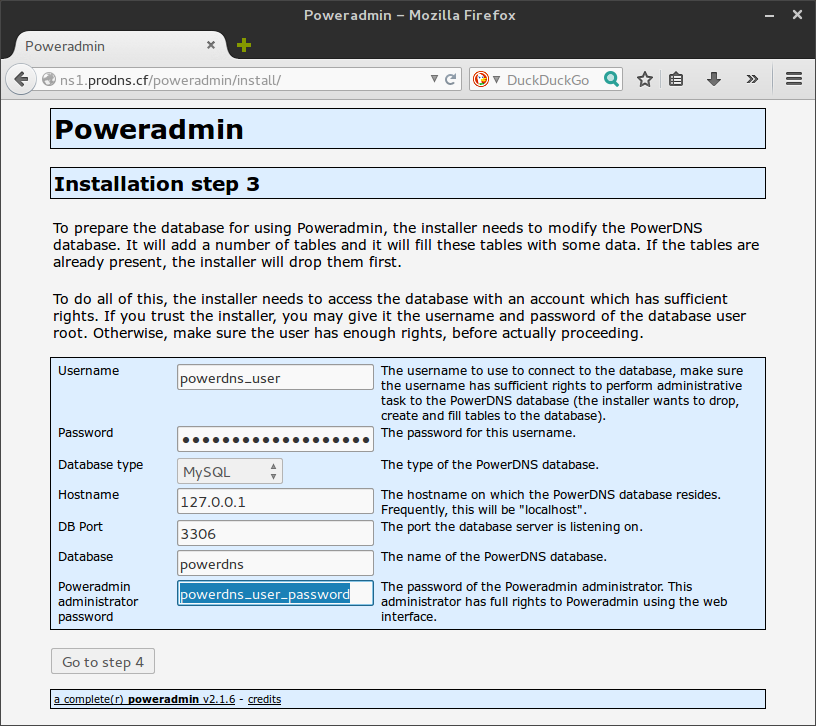 Poweradmin – Mozilla Firefox
Poweradmin
ns1.prodns.cf/poweradmin/install/
DuckDuckGo
Poweradmin
Installation step 3
To prepare the database for using Poweradmin, the installer needs to modify the PowerDNS
database. It will add a number of tables and it will fill these tables with some data. If the tables are
already present, the installer will drop them first.
To do all of this, the installer needs to access the database with an account which has sufficient
rights. If you trust the installer, you may give it the username and password of the database user
root. Otherwise, make sure the user has enough rights, before actually proceeding.
Username
powerdns_user
The username to use to connect to the database, make sure
the username has sufficient rights to perform administrative
task to the PowerDNS database (the installer wants to drop,
create and fill tables to the database).
Password
●●●●●●●●●●●●●●●●●●●
The password for this username.
Database type
MySQL
The type of the PowerDNS database.
Hostname
127.0.0.1
The hostname on which the PowerDNS database resides.
Frequently, this will be "localhost".
DB Port
3306
The port the database server is listening on.
Database
powerdns
The name of the PowerDNS database.
Poweradmin
administrator
password
powerdns_user_password
The password of the Poweradmin administrator. This
administrator has full rights to Poweradmin using the web
interface.
Go to step 4
a complete(r) poweradmin v2.1.6 - credits